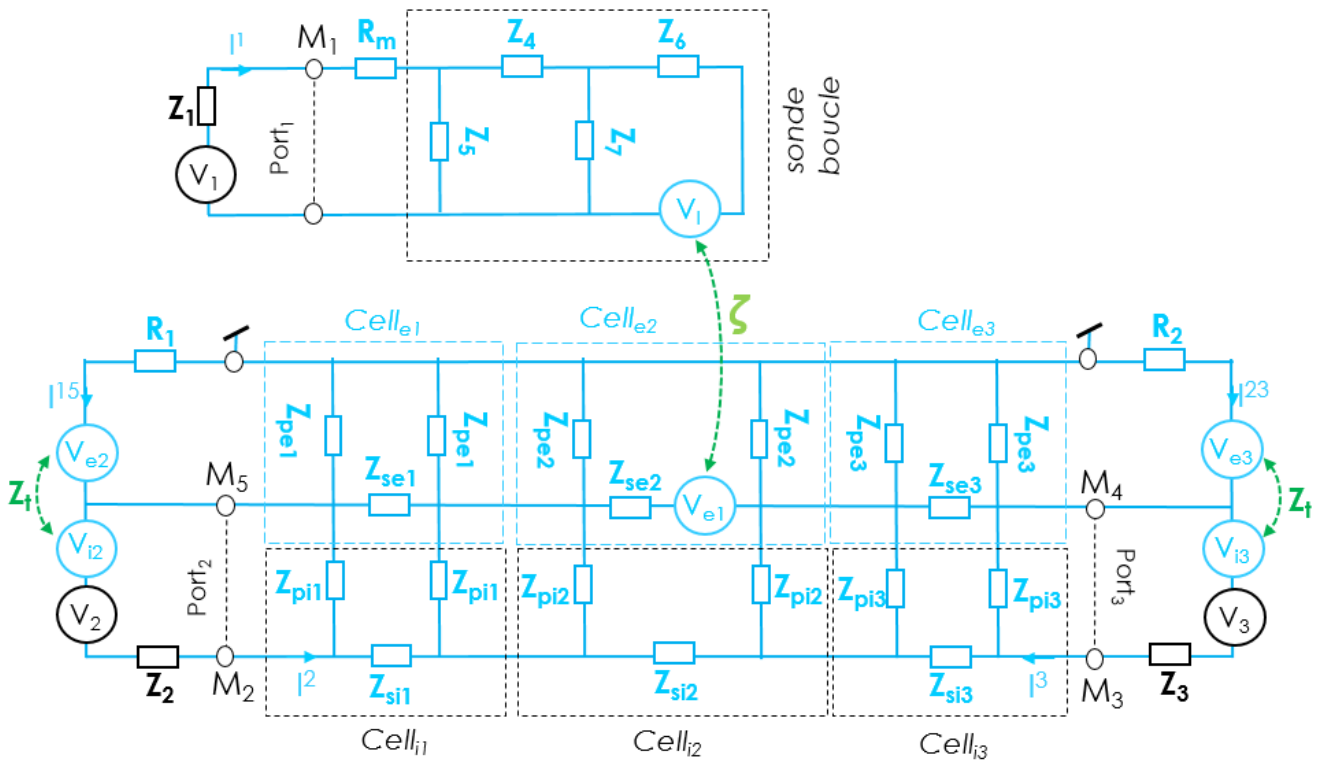 I¹ M₁ Rₘ Z₄ Z₆
Z₁ Port₁ Z₅ Z₇ sonde
boucle
V₁ Vₗ
ζ
R₁ Cellₑ₁ Cellₑ₂ Cellₑ₃ R₂
I¹⁵ Zₚₑ₁ Zₚₑ₁ Zₚₑ₂ Zₚₑ₂ Zₚₑ₃ Zₚₑ₃ I²³
Vₑ₂ Vₑ₃
Zₜ M₅ Zₛₑ₁ Zₛₑ₂ Vₑ₁ Zₛₑ₃ M₄ Zₜ
Vᵢ₂ Vᵢ₃
Port₂ Zₚᵢ₁ Zₚᵢ₁ Zₚᵢ₂ Zₚᵢ₂ Zₚᵢ₃ Zₚᵢ₃ Port₃
V₂ V₃
Z₂ M₂ I² Zₛᵢ₁ Zₛᵢ₂ Zₛᵢ₃ I³ M₃ Z₃
Cellᵢ₁ Cellᵢ₂ Cellᵢ₃